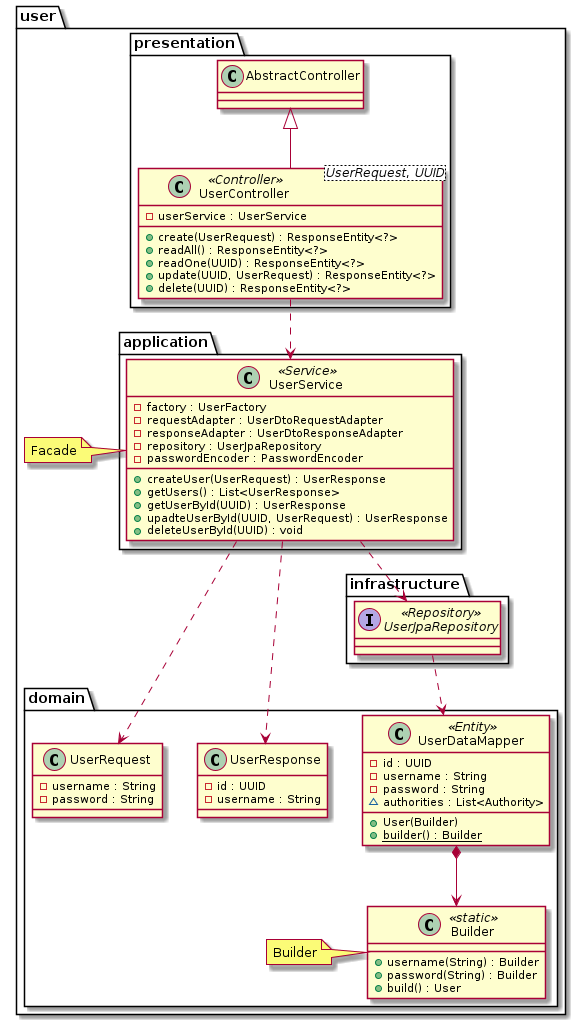 user
presentation
C AbstractController
UserRequest, UUID
C «Controller»
UserController
userService : UserService
create(UserRequest) : ResponseEntity<?>
readAll() : ResponseEntity<?>
readOne(UUID) : ResponseEntity<?>
update(UUID, UserRequest) : ResponseEntity<?>
delete(UUID) : ResponseEntity<?>
application
C «Service»
UserService
factory : UserFactory
requestAdapter : UserDtoRequestAdapter
responseAdapter : UserDtoResponseAdapter
repository : UserJpaRepository
passwordEncoder : PasswordEncoder
Facade
createUser(UserRequest) : UserResponse
getUsers() : List<UserResponse>
getUserById(UUID) : UserResponse
upadteUserById(UUID, UserRequest) : UserResponse
deleteUserById(UUID) : void
infrastructure
I «Repository»
UserJpaRepository
domain
C UserRequest
username : String
password : String
C UserResponse
id : UUID
username : String
C «Entity»
UserDataMapper
id : UUID
username : String
password : String
authorities : List<Authority>
User(Builder)
builder() : Builder
C «static»
Builder
Builder
username(String) : Builder
password(String) : Builder
build() : User